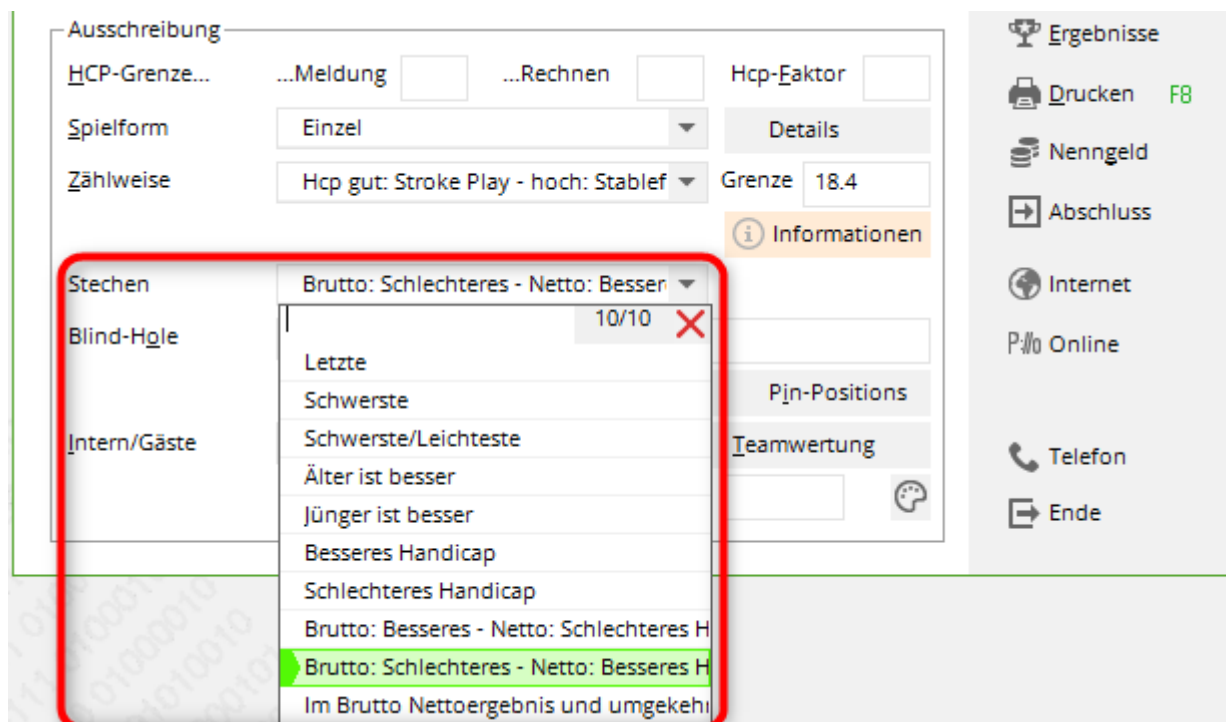 Ausschreibung
HCP-Grenze... ...Meldung ...Rechnen Hcp-Faktor
Spielform Einzel Details
Zählweise Hcp gut: Stroke Play - hoch: Stablef Grenze 18.4
Informationen
Stechen Brutto: Schlechteres - Netto: Besser
10/10
Blind-Hole
Letzte
Schwerste
Pin-Positions
Intern/Gäste Schwerste/Leichteste Teamwertung
Älter ist besser
Jünger ist besser
Besseres Handicap
Schlechteres Handicap
Brutto: Besseres - Netto: Schlechteres H
Brutto: Schlechteres - Netto: Besseres H
Im Brutto Nettoergebnis und umgekeh
Ergebnisse
Drucken F8
Nenngeld
Abschluss
Internet
P:// Online
Telefon
Ende